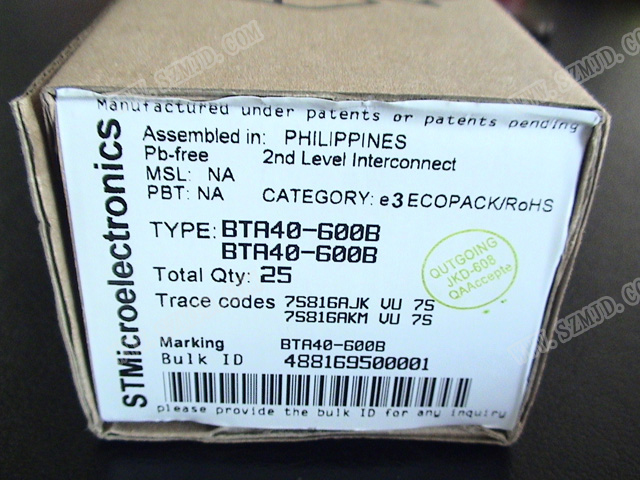 Manufactured under patents or patents pending
STMicroelectronics
Assembled in: PHILIPPINES
Pb-free 2nd Level Interconnect
MSL: NA
PBT: NA CATEGORY: e3 ECOPACK/RoHS
TYPE: BTA40-600B
BTA40-600B
Total Qty: 25
Trace codes 7S816AJK VU 7S
7S816AKM VU 7S
Marking BTA40-600B
Bulk ID 488169500001
please provide the bulk ID for any inquiry
OUTGOING
JKD-608
QAAccepte
WWW.SZMJD.COM
WWW.SZMJD.COM
WWW.SZMJD.COM